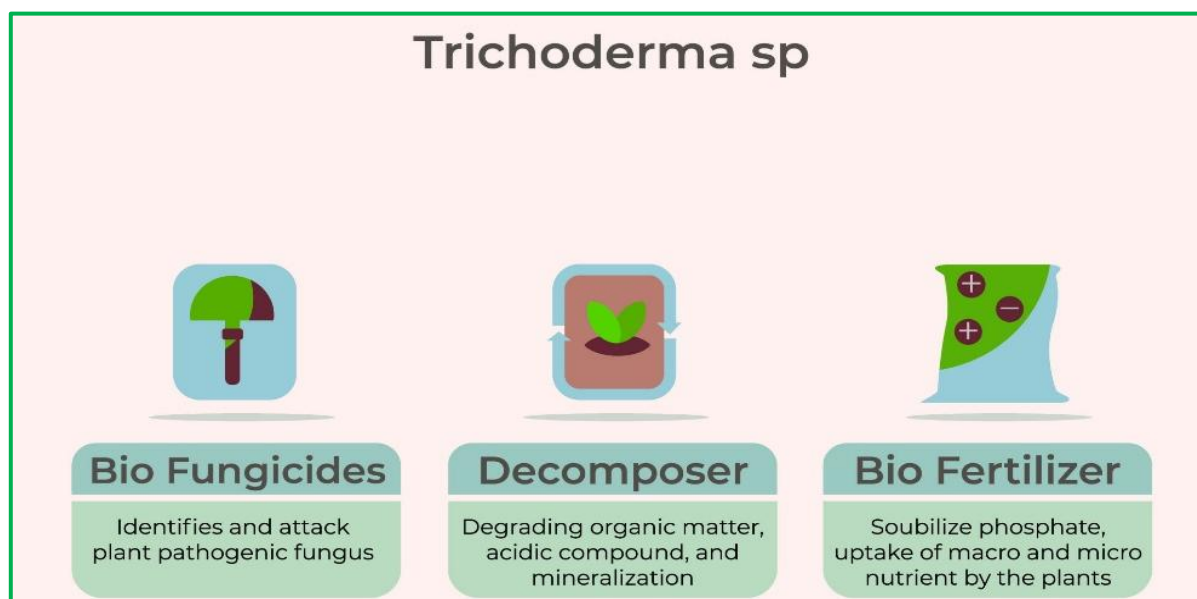 Trichoderma sp
Bio Fungicides
Identifies and attack
plant pathogenic fungus
Decomposer
Degrading organic matter,
acidic compound, and
mineralization
Bio Fertilizer
Soubilize phosphate,
uptake of macro and micro
nutrient by the plants